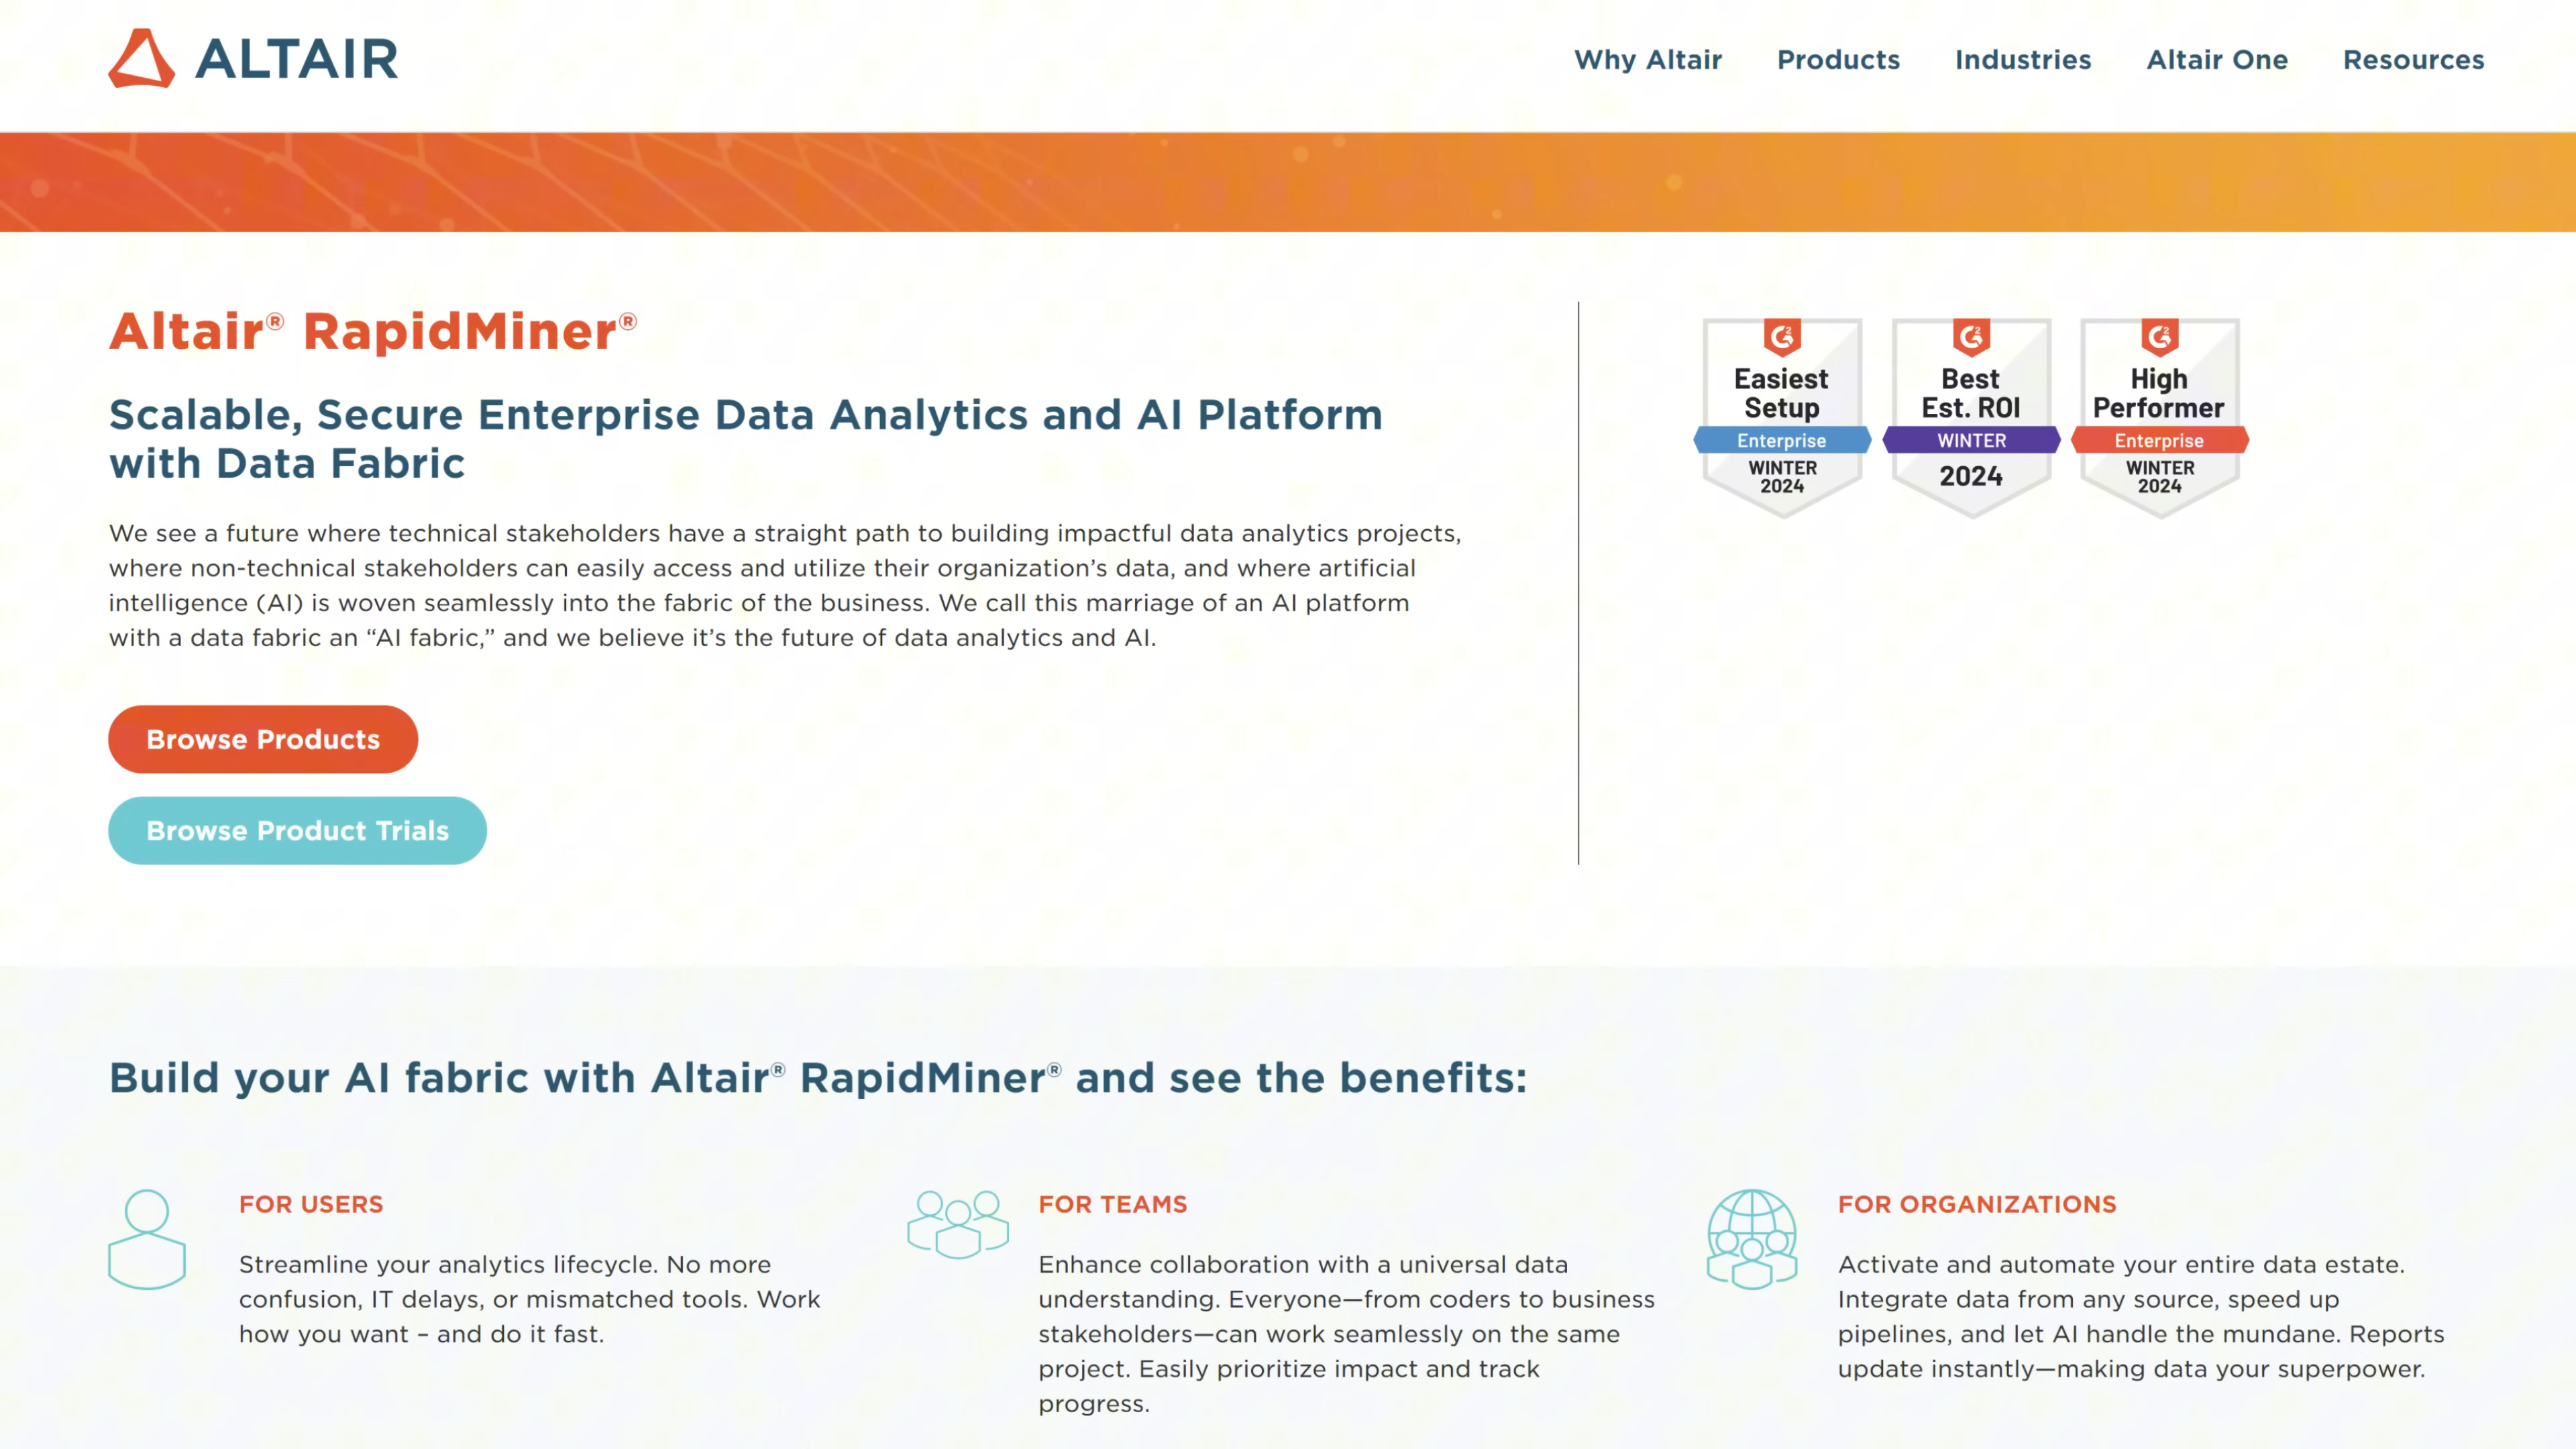 ALTAIR
Why Altair
Products
Industries
Altair One
Resources
Altair® RapidMiner®
Scalable, Secure Enterprise Data Analytics and AI Platform
with Data Fabric
We see a future where technical stakeholders have a straight path to building impactful data analytics projects,
where non-technical stakeholders can easily access and utilize their organization’s data, and where artificial
intelligence (AI) is woven seamlessly into the fabric of the business. We call this marriage of an AI platform
with a data fabric an “AI fabric,” and we believe it’s the future of data analytics and AI.
Browse Products
Browse Product Trials
G2
Easiest
Setup
Enterprise
WINTER
2024
G2
Best
Est. ROI
WINTER
2024
G2
High
Performer
Enterprise
WINTER
2024
Build your AI fabric with Altair® RapidMiner® and see the benefits:
FOR USERS
Streamline your analytics lifecycle. No more
confusion, IT delays, or mismatched tools. Work
how you want – and do it fast.
FOR TEAMS
Enhance collaboration with a universal data
understanding. Everyone—from coders to business
stakeholders—can work seamlessly on the same
project. Easily prioritize impact and track
progress.
FOR ORGANIZATIONS
Activate and automate your entire data estate.
Integrate data from any source, speed up
pipelines, and let AI handle the mundane. Reports
update instantly—making data your superpower.